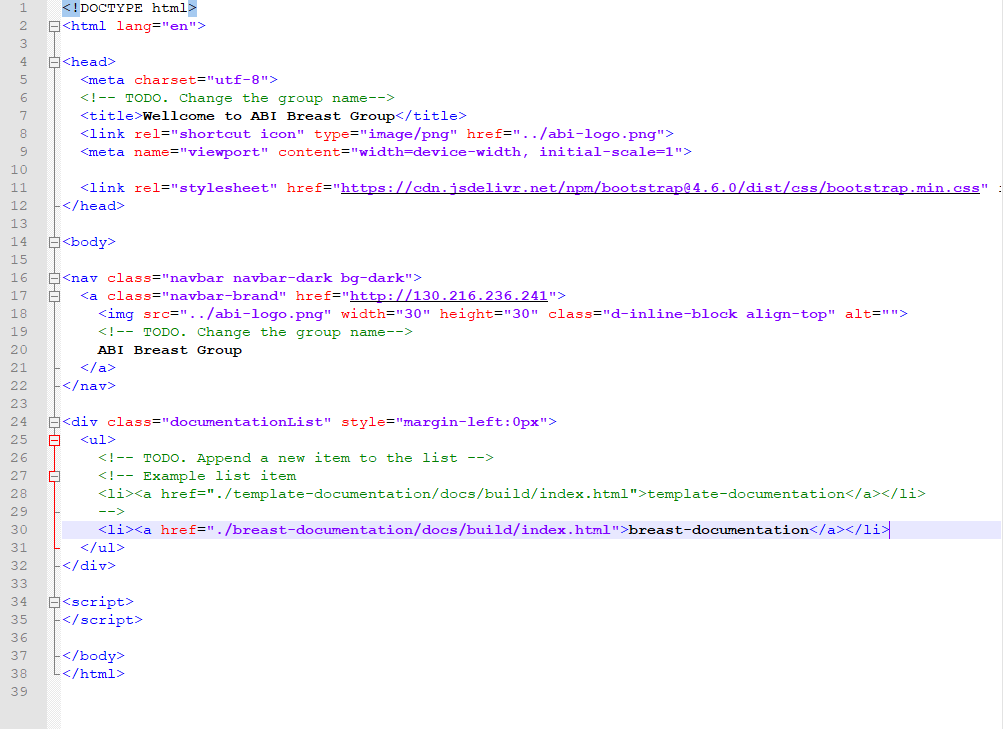 1 <!DOCTYPE html>
2 <html lang="en">
3
4 <head>
5 <meta charset="utf-8">
6 <!-- TODO. Change the group name-->
7 <title>Wellcome to ABI Breast Group</title>
8 <link rel="shortcut icon" type="image/png" href="../abi-logo.png">
9 <meta name="viewport" content="width=device-width, initial-scale=1">
10
11 <link rel="stylesheet" href="https://cdn.jsdelivr.net/npm/bootstrap@4.6.0/dist/css/bootstrap.min.css"
12 </head>
13
14 <body>
15
16 <nav class="navbar navbar-dark bg-dark">
17 <a class="navbar-brand" href="http://130.216.236.241">
18 <img src="../abi-logo.png" width="30" height="30" class="d-inline-block align-top" alt="">
19 <!-- TODO. Change the group name-->
20 ABI Breast Group
21 </a>
22 </nav>
23
24 <div class="documentationList" style="margin-left:0px">
25 <ul>
26 <!-- TODO. Append a new item to the list -->
27 <!-- Example list item
28 <li><a href="./template-documentation/docs/build/index.html">template-documentation</a></li>
29 -->
30 <li><a href="./breast-documentation/docs/build/index.html">breast-documentation</a></li>
31 </ul>
32 </div>
33
34 <script>
35 </script>
36
37 </body>
38 </html>
39